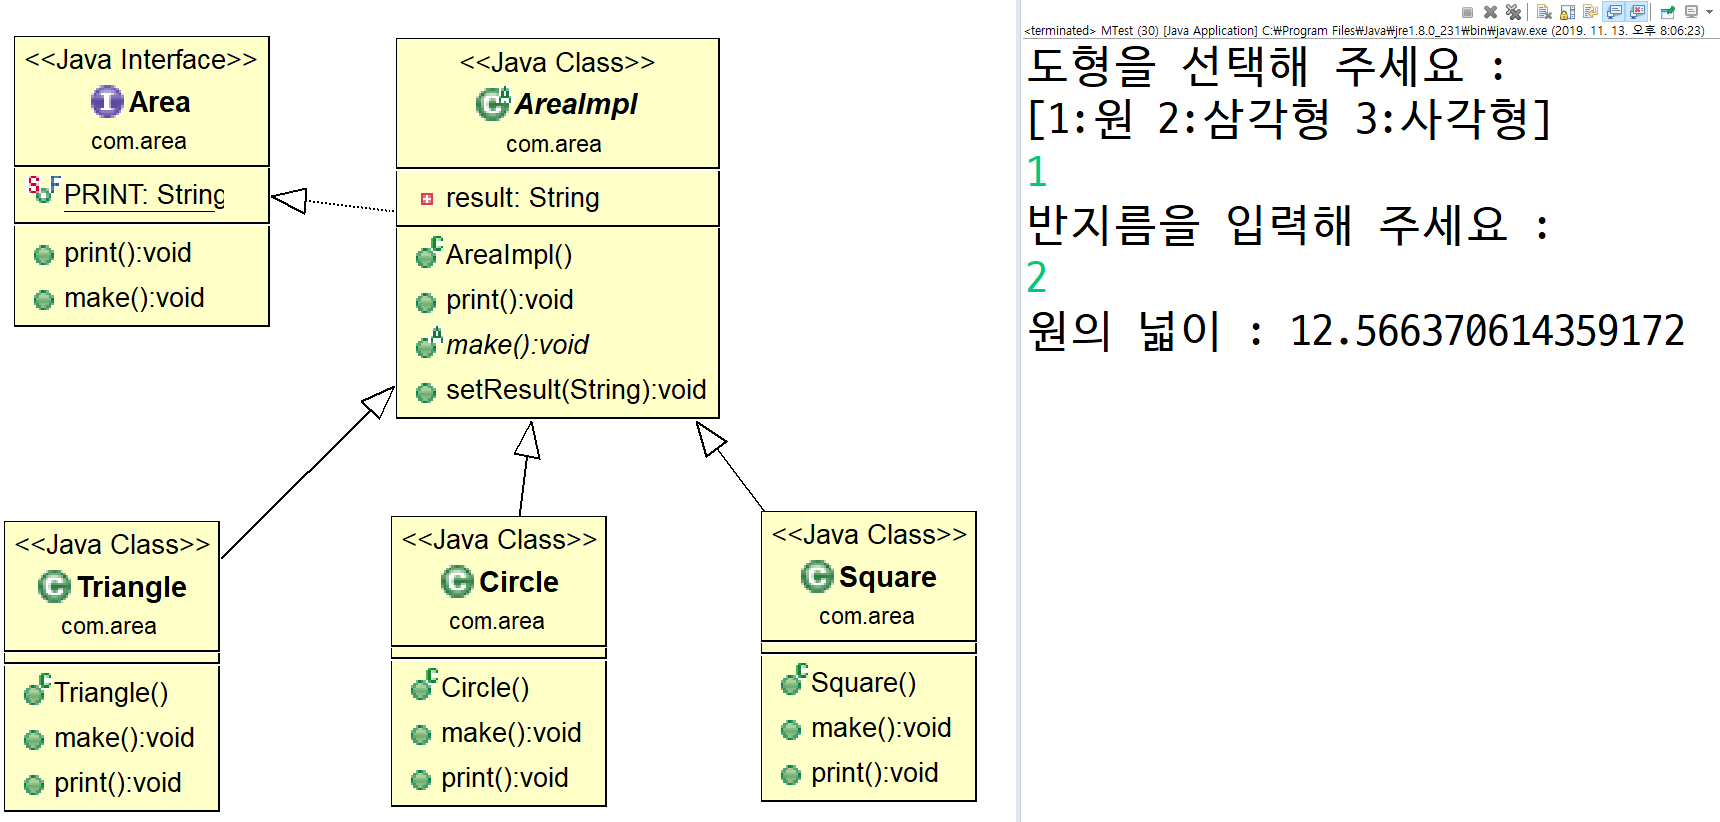 <<Java Interface>>
I Area
com.area
S F PRINT: String
print():void
make():void
<<Java Class>>
C A AreaImpl
com.area
result: String
C AreaImpl()
print():void
A make():void
setResult(String):void
<<Java Class>>
C Triangle
com.area
C Triangle()
make():void
print():void
<<Java Class>>
C Circle
com.area
C Circle()
make():void
print():void
<<Java Class>>
C Square
com.area
C Square()
make():void
print():void
<terminated> MTest (30) [Java Application] C:₩Program Files₩Java₩jre1.8.0_231₩bin₩javaw.exe (2019. 11. 13. 오후 8:06:23)
도형을 선택해 주세요 :
[1:원 2:삼각형 3:사각형]
1
반지름을 입력해 주세요 :
2
원의 넓이 : 12.566370614359172